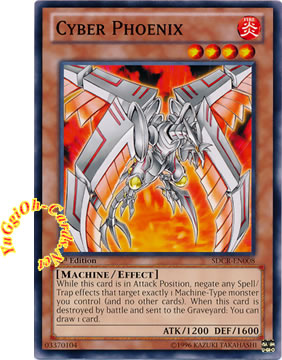 CYBER PHOENIX
炎
YuGgiOh-Cards.Net
1st Edition
SDCR-EN008
[MACHINE/EFFECT]
While this card is in Attack Position, negate any Spell/
Trap effects that target exactly 1 Machine-Type monster
you control (and no other cards). When this card is
destroyed by battle and sent to the Graveyard: You can
draw 1 card.
ATK/1200 DEF/1600
03370104
©1996 KAZUKI TAKAHASHI